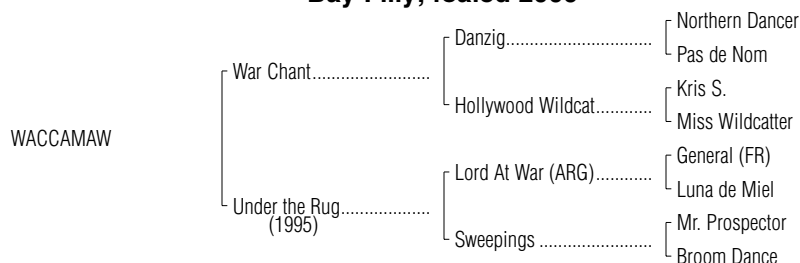 Bay Filly; foaled
Northern Dancer
Danzig..............................
Pas de Nom
War Chant........................
Kris S.
Hollywood Wildcat............
Miss Wildcatter
WACCAMAW
General (FR)
Lord At War (ARG)............
Luna de Miel
Under the Rug..................
(1995)
Mr. Prospector
Sweepings .......................
Broom Dance